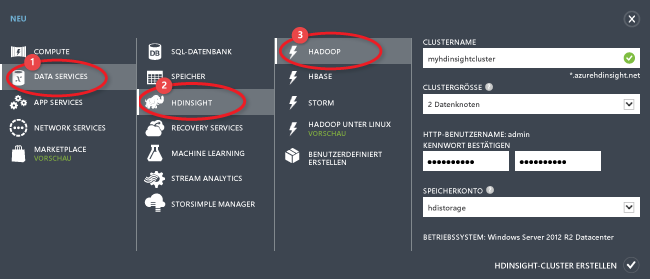 NEU
1
COMPUTE
DATA SERVICES
APP SERVICES
NETWORK SERVICES
MARKETPLACE
VORSCHAU
2
SQL-DATENBANK
SPEICHER
HDINSIGHT
RECOVERY SERVICES
MACHINE LEARNING
STREAM ANALYTICS
STORSIMPLE MANAGER
3
HADOOP
HBASE
STORM
HADOOP UNTER LINUX
VORSCHAU
BENUTZERDEFINIERT
ERSTELLEN
CLUSTERNAME
myhdinsightcluster
*.azurehdinsight.net
CLUSTERGRÖSSE
2 Datenknoten
HTTP-BENUTZERNAME: admin
KENNWORT BESTÄTIGEN
SPEICHERKONTO
hdistorage
BETRIEBSSYSTEM: Windows Server 2012 R2 Datacenter
HDINSIGHT-CLUSTER ERSTELLEN